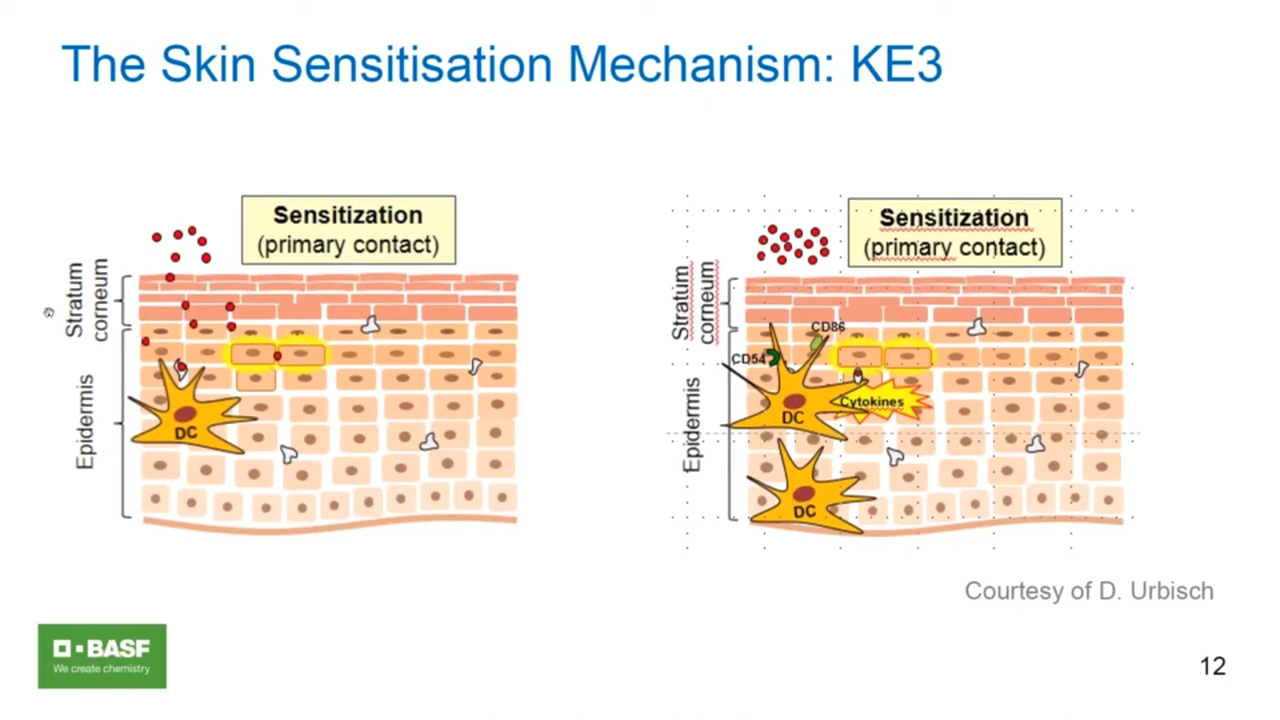 The Skin Sensitisation Mechanism: KE3
Sensitization
(primary contact)
Stratum
corneum
Epidermis
DC
Sensitization
(primary contact)
Stratum
corneum
Epidermis
CD86
CD54
Cytokines
DC
DC
Courtesy of D. Urbisch
BASF
We create chemistry
12